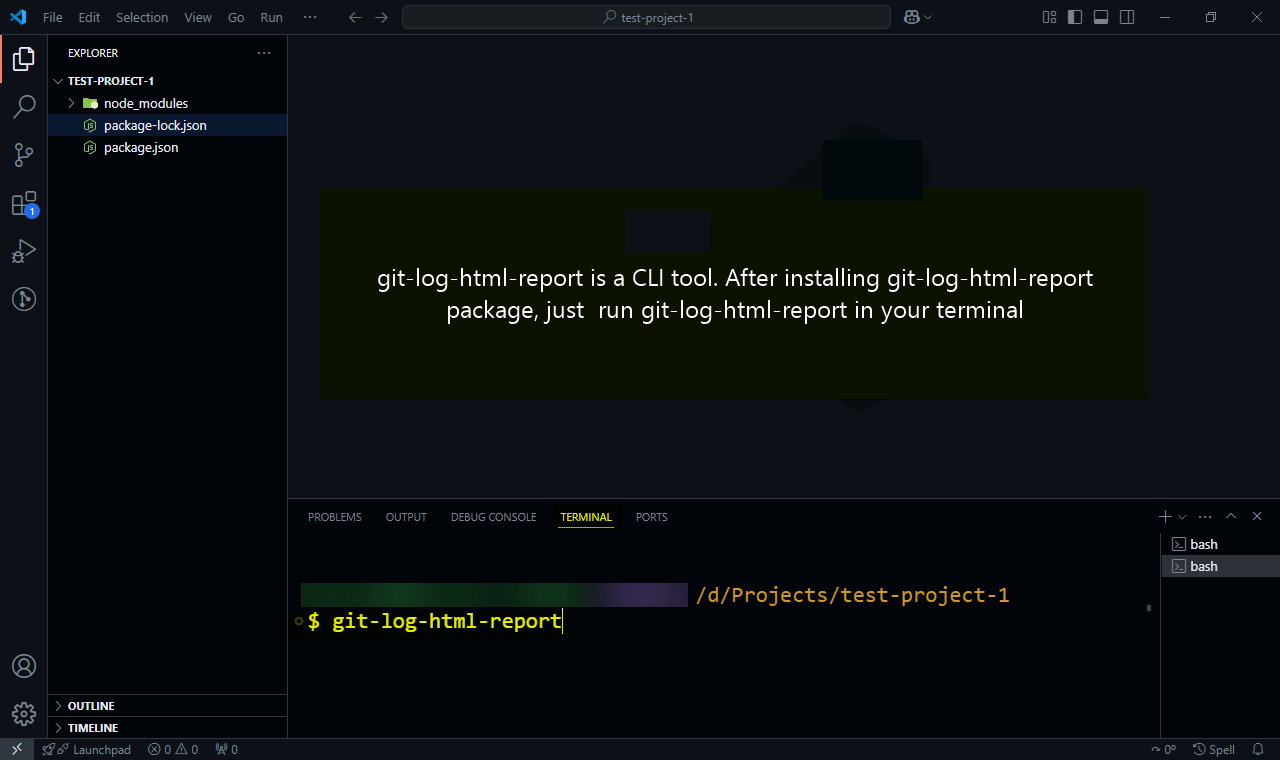 File Edit Selection View Go Run ···
test-project-1
EXPLORER ···
TEST-PROJECT-1
node_modules
package-lock.json
package.json
1
git-log-html-report is a CLI tool. After installing git-log-html-report
package, just run git-log-html-report in your terminal
PROBLEMS OUTPUT DEBUG CONSOLE TERMINAL PORTS
bash
bash
/d/Projects/test-project-1
$ git-log-html-report
OUTLINE
TIMELINE
Launchpad 0 0 0 0° Spell